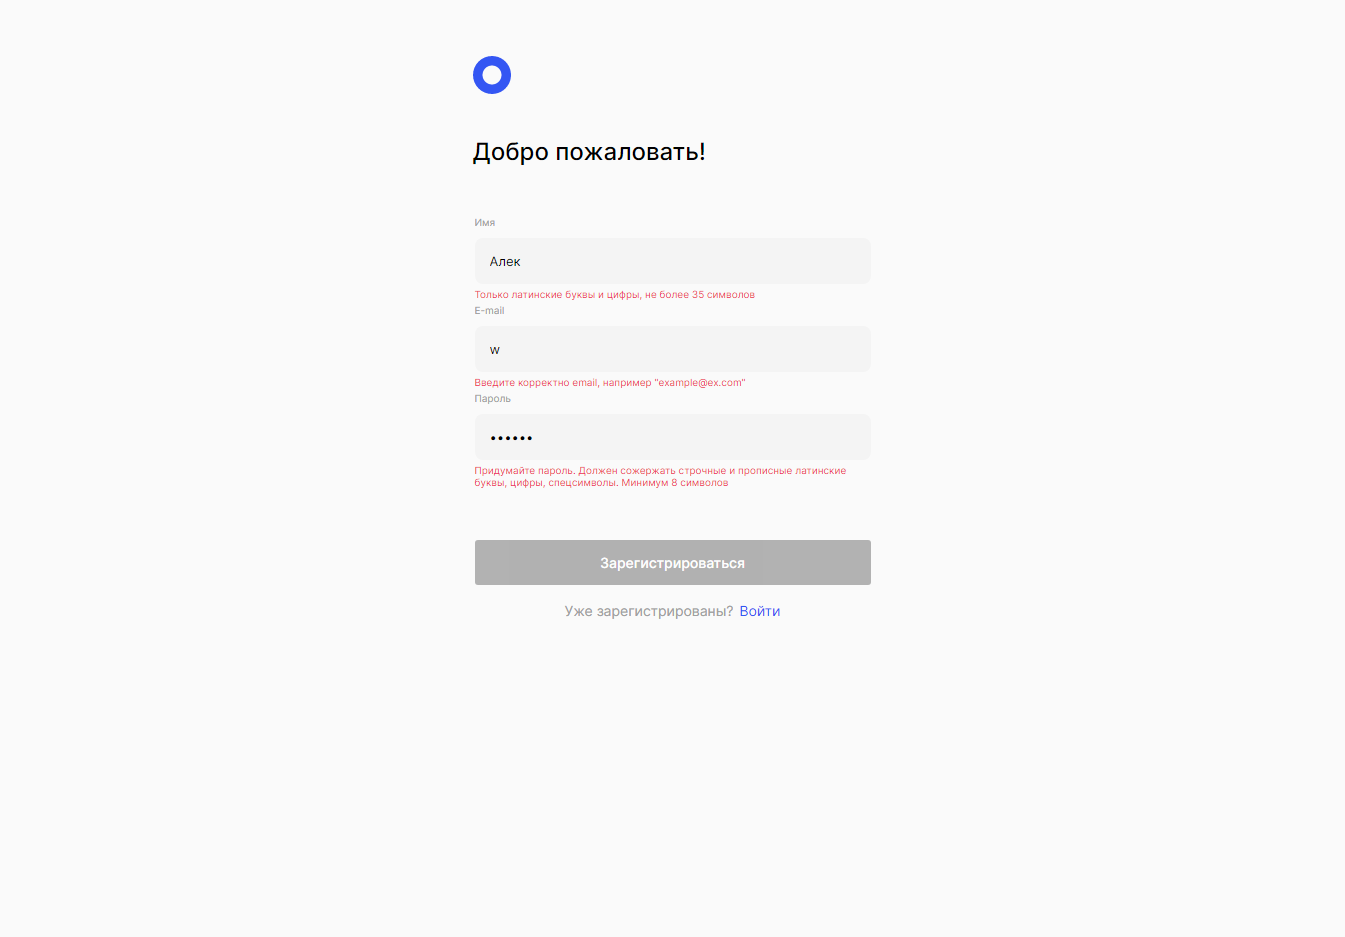 Добро пожаловать!
Имя
Алек
Только латинские буквы и цифры, не более 35 символов
E-mail
w
Введите корректно email, например "example@ex.com"
Пароль
••••••
Придумайте пароль. Должен сожержать строчные и прописные латинские
буквы, цифры, спецсимволы. Минимум 8 символов
Зарегистрироваться
Уже зарегистрированы? Войти